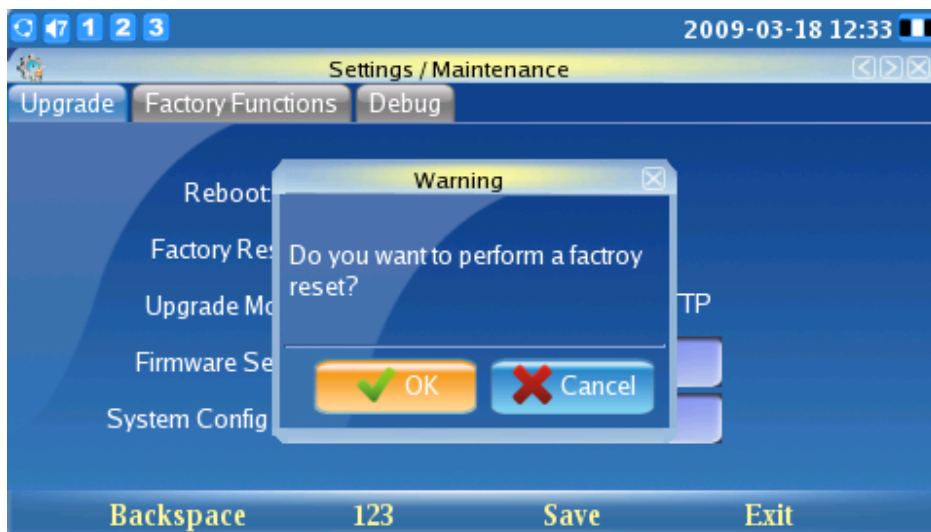 7 1 2 3 2009-03-18 12:33
Settings / Maintenance
Upgrade Factory Functions Debug
Warning
Reboot:
Factory Res
Do you want to perform a factroy
reset?
Upgrade Mo
TP
Firmware Se
OK Cancel
System Config
Backspace 123 Save Exit